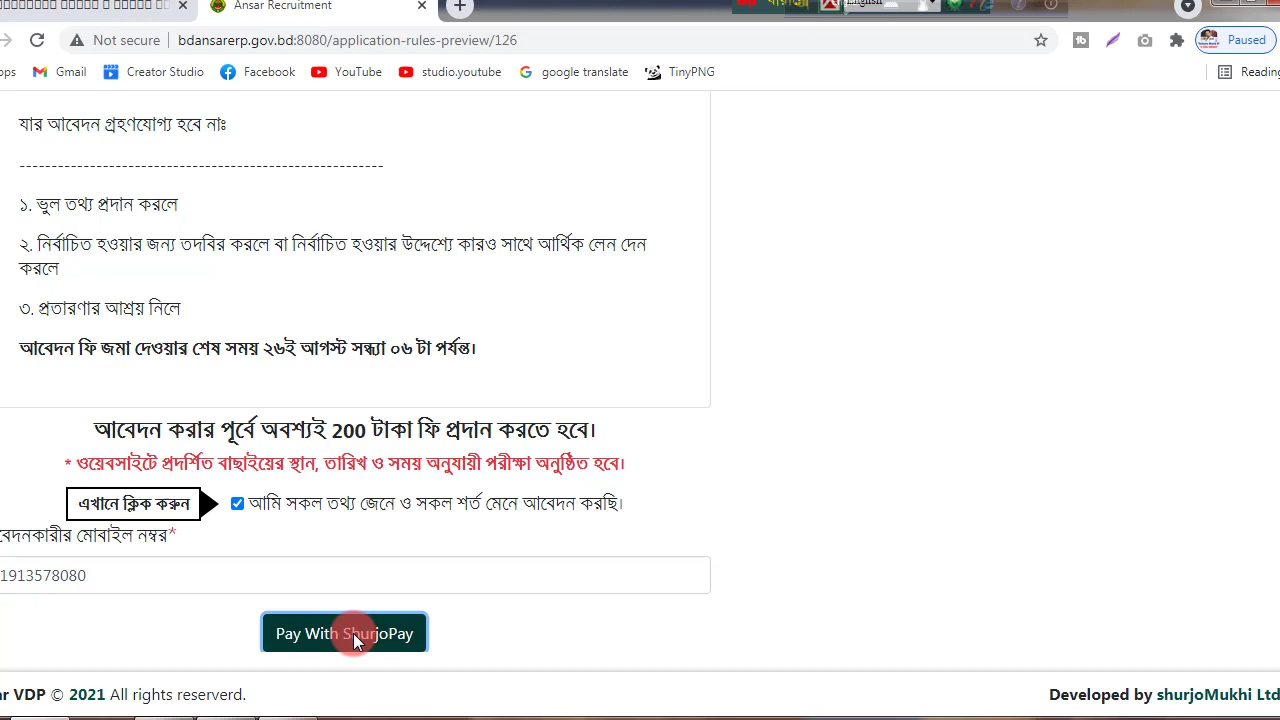 Ansar Recruitment
Not secure bdansarerp.gov.bd:8080/application-rules-preview/126 Paused
Gmail Creator Studio Facebook YouTube studio.youtube google translate TinyPNG
যার আবেদন গ্রহণযোগ্য হবে নাঃ
--------------------------------------------------------
১. ভুল তথ্য প্রদান করলে
২. নির্বাচিত হওয়ার জন্য তদবির করলে বা নির্বাচিত হওয়ার উদ্দেশ্যে কারও সাথে আর্থিক লেন দেন
করলে
৩. প্রতারণার আশ্রয় নিলে
আবেদন ফি জমা দেওয়ার শেষ সময় ২৬ই আগস্ট সন্ধ্যা ০৬ টা পর্যন্ত।
আবেদন করার পূর্বে অবশ্যই 200 টাকা ফি প্রদান করতে হবে।
* ওয়েবসাইটে প্রদর্শিত বাছাইয়ের স্থান, তারিখ ও সময় অনুযায়ী পরীক্ষা অনুষ্ঠিত হবে।
এখানে ক্লিক করুন আমি সকল তথ্য জেনে ও সকল শর্ত মেনে আবেদন করছি।
বেদনকারীর মোবাইল নম্বর*
1913578080
Pay With ShurjoPay
ar VDP © 2021 All rights reserverd. Developed by shurjoMukhi Ltd